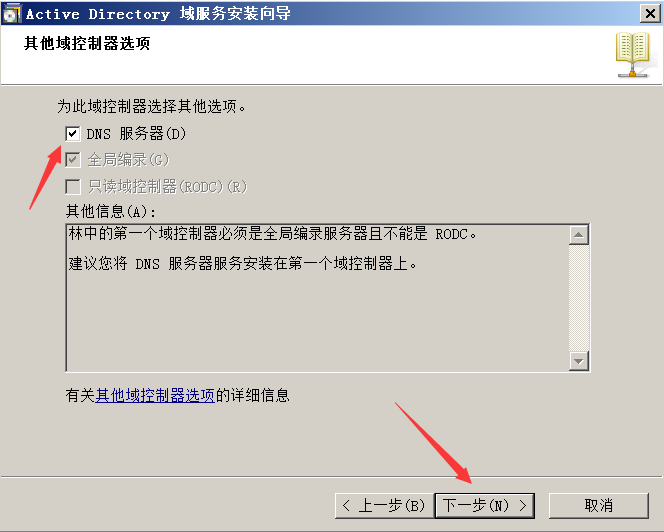 Active Directory 域服务安装向导
其他域控制器选项
为此域控制器选择其他选项。
DNS 服务器(D)
全局编录(G)
只读域控制器(RODC)(R)
其他信息(A):
林中的第一个域控制器必须是全局编录服务器且不能是 RODC。
建议您将 DNS 服务器服务安装在第一个域控制器上。
有关其他域控制器选项的详细信息
< 上一步(B) 下一步(N) > 取消